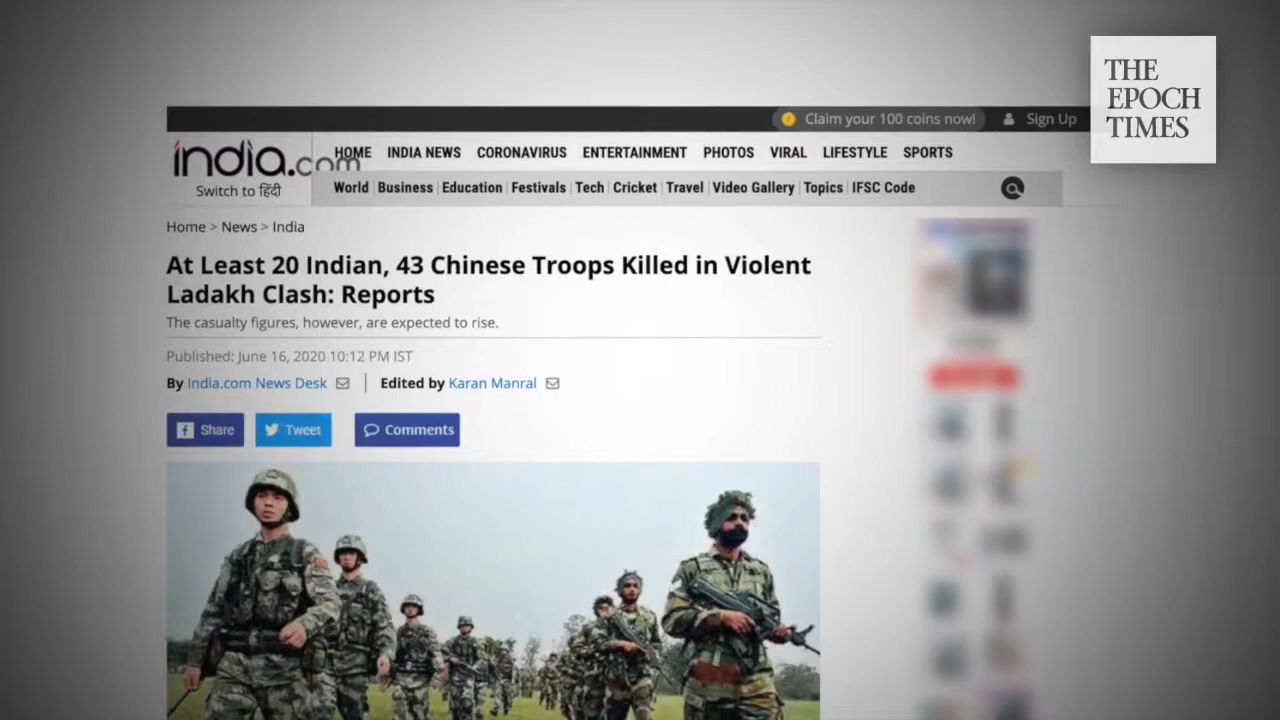 THE
EPOCH
TIMES
Claim your 100 coins now!
Sign Up
india.com
HOME INDIA NEWS CORONAVIRUS ENTERTAINMENT PHOTOS VIRAL LIFESTYLE SPORTS
Switch to हिंदी
World Business Education Festivals Tech Cricket Travel Video Gallery Topics IFSC Code
Home > News > India
At Least 20 Indian, 43 Chinese Troops Killed in Violent
Ladakh Clash: Reports
The casualty figures, however, are expected to rise.
Published: June 16, 2020 10:12 PM IST
By India.com News Desk Edited by Karan Manral
Share Tweet Comments